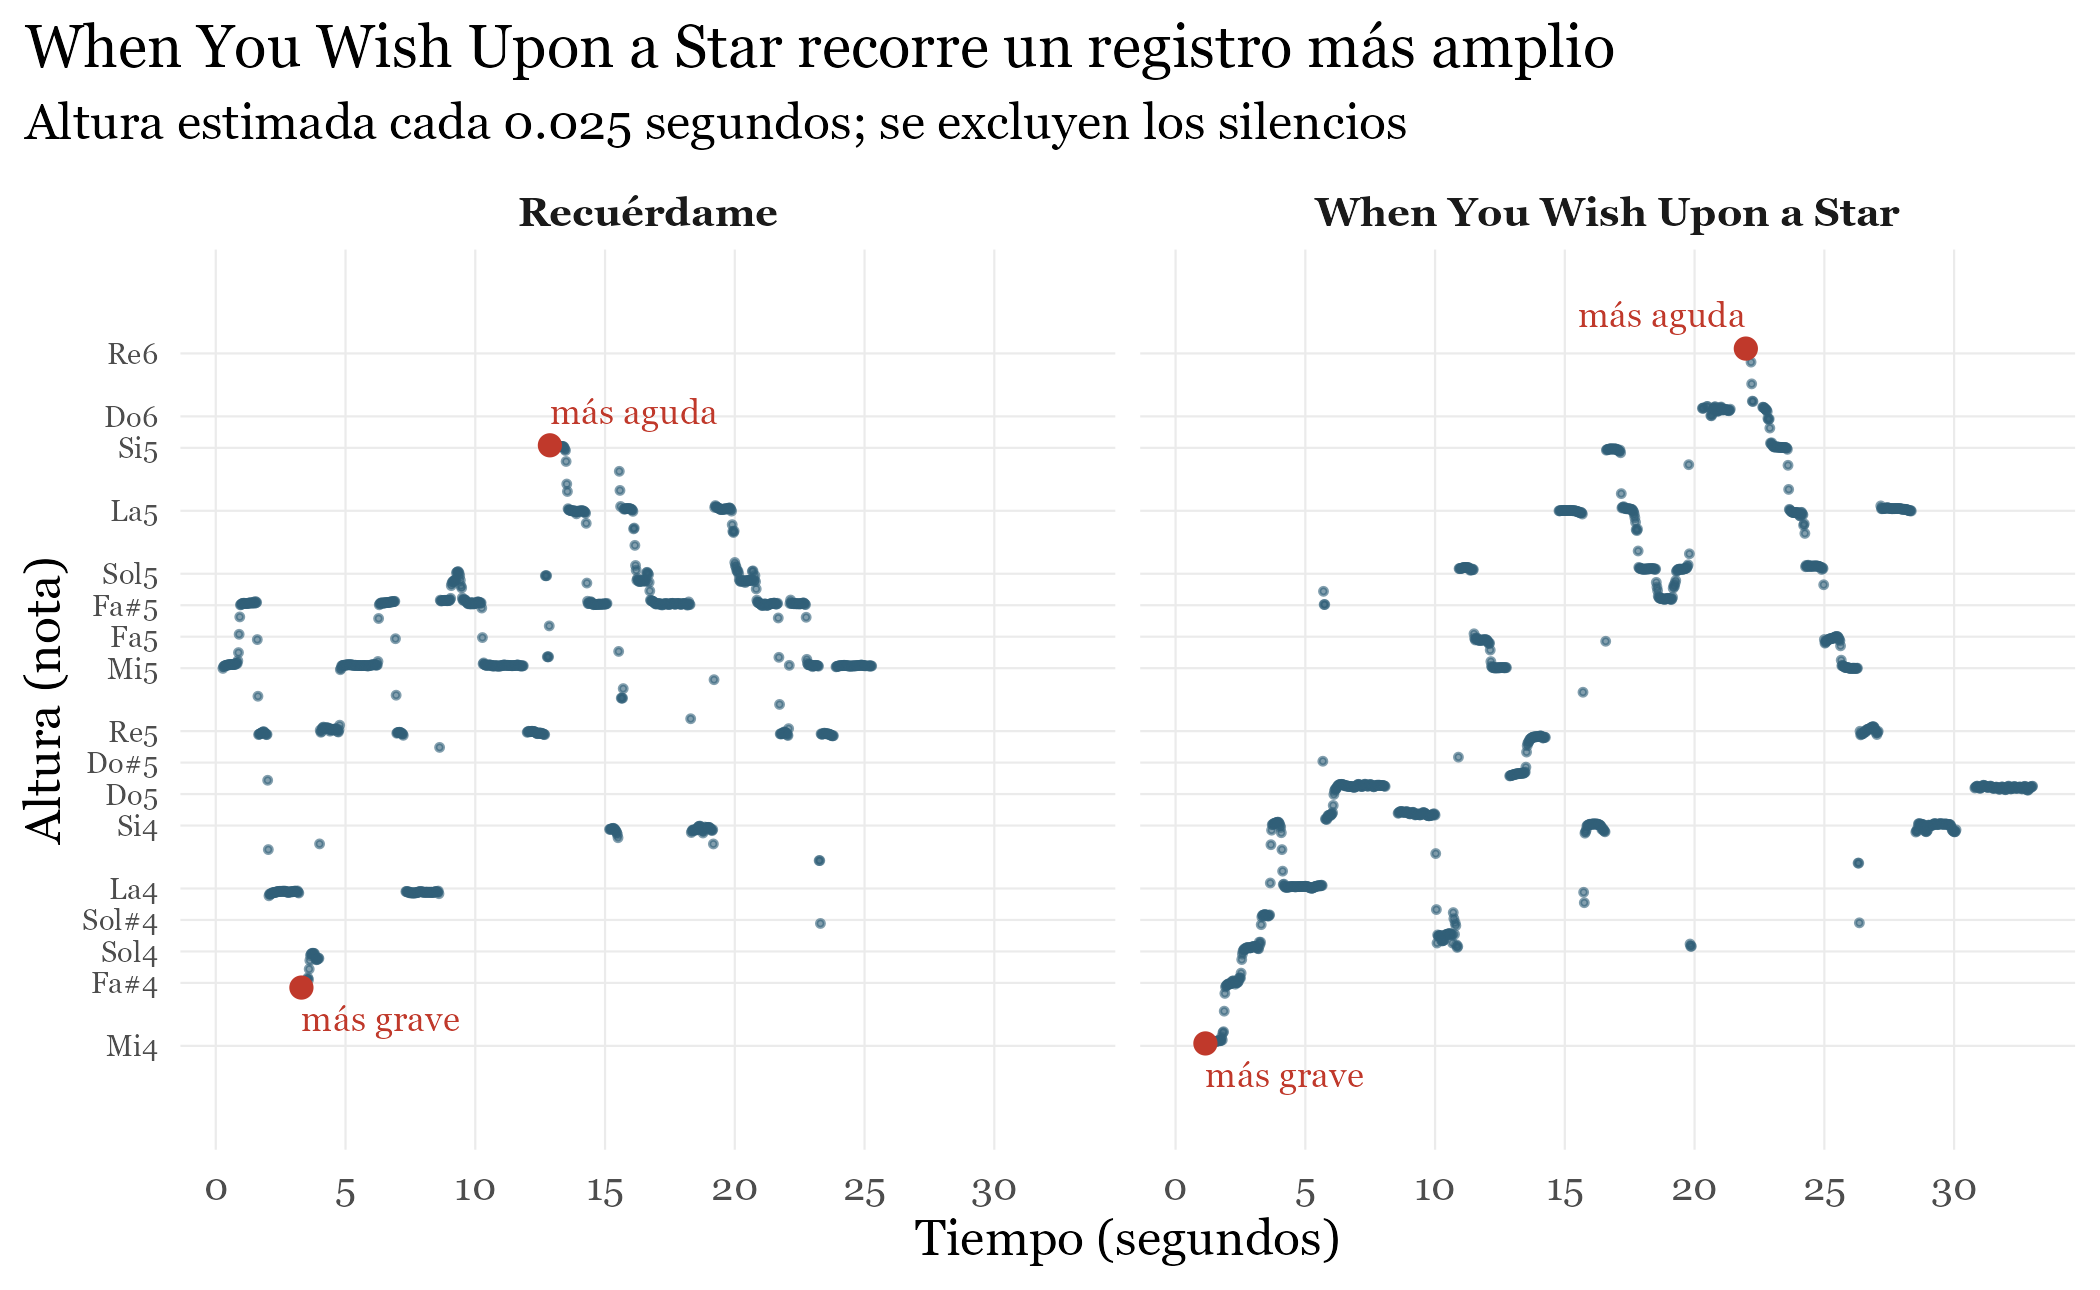 When You Wish Upon a Star recorre un registro más amplio
Altura estimada cada 0.025 segundos; se excluyen los silencios
Recuérdame
When You Wish Upon a Star
Altura (nota)
Re6
Do6
Si5
La5
Sol5
Fa#5
Fa5
Mi5
Re5
Do#5
Do5
Si4
La4
Sol#4
Sol4
Fa#4
Mi4
más aguda
más grave
más aguda
más grave
0 5 10 15 20 25 30
0 5 10 15 20 25 30
Tiempo (segundos)